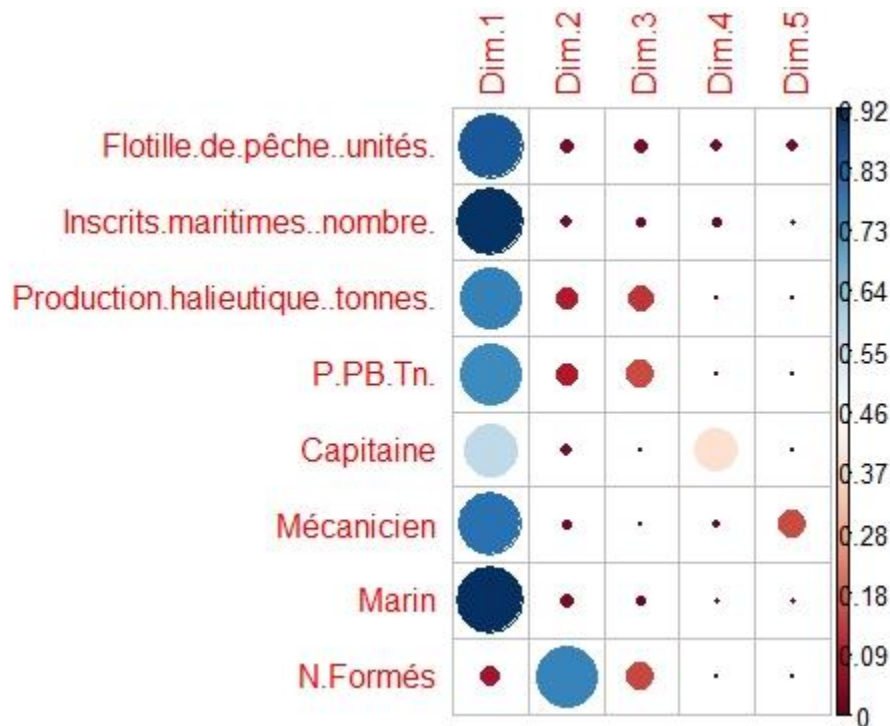 Dim.1
Dim.2
Dim.3
Dim.4
Dim.5
Flotille.de.pêche..unités.
Inscrits.maritimes..nombre.
Production.halieutique..tonnes.
P.PB.Tn.
Capitaine
Mécanicien
Marin
N.Formés
0.92
0.83
0.73
0.64
0.55
0.46
0.37
0.28
0.18
0.09
0